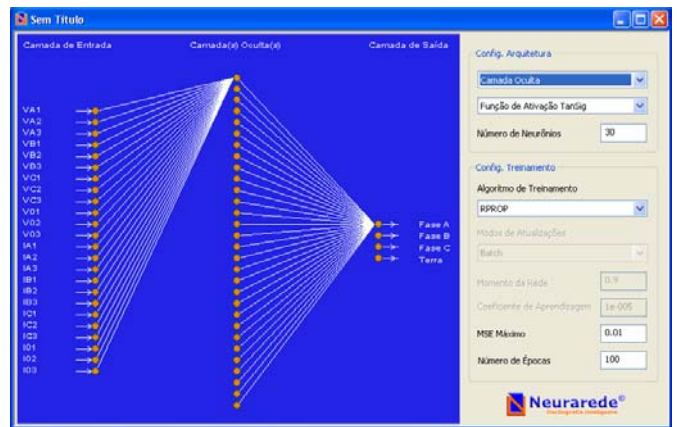 Sem Título
Camada de Entrada
Camada(s) Oculta(s)
Camada de Saída
VA1
VA2
VA3
VB1
VB2
VB3
VC1
VC2
VC3
V01
V02
V03
IA1
IA2
IA3
IB1
IB2
IB3
IC1
IC2
IC3
I01
I02
I03
Fase A
Fase B
Fase C
Terra
Config. Arquitetura
Camada Oculta
Função de Ativação TanSig
Número de Neurônios 30
Config. Treinamento
Algoritmo de Treinamento
RPROP
Modos de Atualizações
Batch
Momento da Rede 0.9
Coeficiente de Aprendizagem 1e-005
MSE Máximo 0.01
Número de Épocas 100
Neurarede®